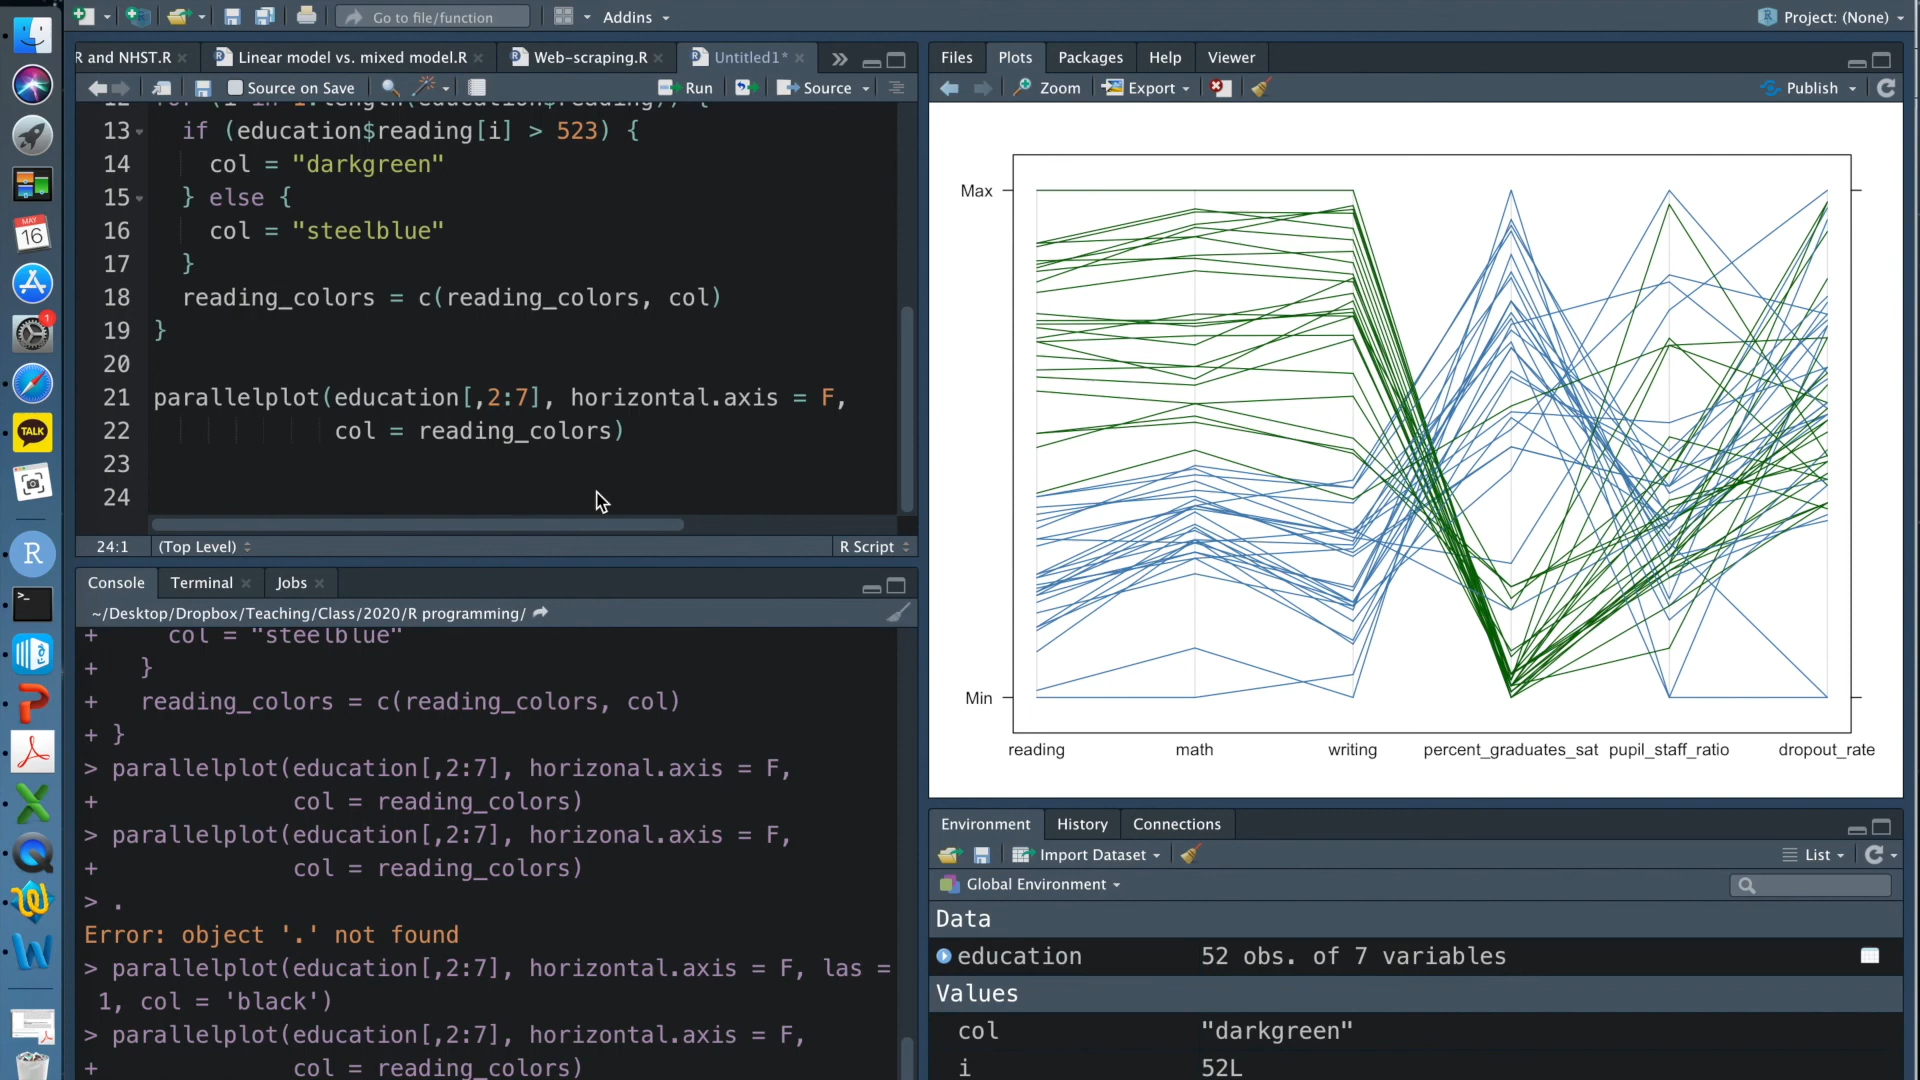 Go to file/function
Addins
Project: (None)
R and NHST.R
Linear model vs. mixed model.R
Web-scraping.R
Untitled1*
Source on Save
Run
Source
13 if (education$reading[i] > 523) {
14 col = "darkgreen"
15 } else {
16 col = "steelblue"
17 }
18 reading_colors = c(reading_colors, col)
19 }
20
21 parallelplot(education[,2:7], horizontal.axis = F,
22 col = reading_colors)
23
24
24:1 (Top Level) R Script
Console Terminal Jobs
~/Desktop/Dropbox/Teaching/Class/2020/R programming/
+ col = "steelblue"
+ }
+ reading_colors = c(reading_colors, col)
+ }
> parallelplot(education[,2:7], horizonal.axis = F,
+ col = reading_colors)
> parallelplot(education[,2:7], horizonal.axis = F,
+ col = reading_colors)
> .
Error: object '.' not found
> parallelplot(education[,2:7], horizontal.axis = F, las =
1, col = 'black')
> parallelplot(education[,2:7], horizontal.axis = F,
+ col = reading_colors)
Files Plots Packages Help Viewer
Zoom Export Publish
Max
Min
reading math writing percent_graduates_sat pupil_staff_ratio dropout_rate
Environment History Connections
Import Dataset List
Global Environment
Data
education 52 obs. of 7 variables
Values
col "darkgreen"
i 52L
MAY
16
1
TALK
R